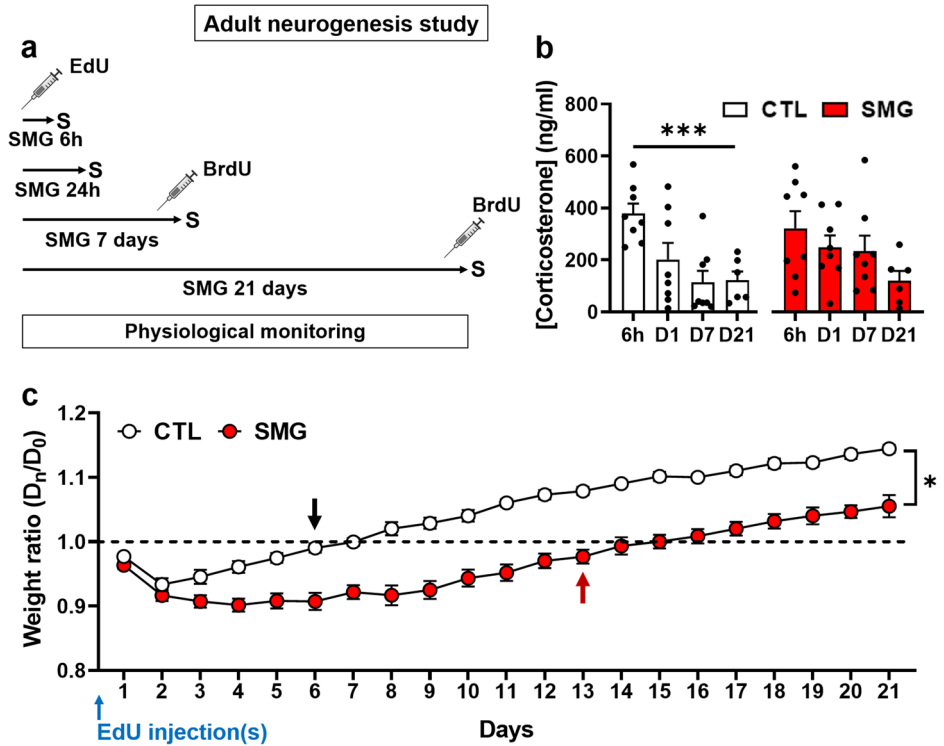 Adult neurogenesis study
a
EdU
S
SMG 6h
S
SMG 24h
BrdU
S
SMG 7 days
BrdU
S
SMG 21 days
Physiological monitoring
b
[Corticosterone] (ng/ml)
800
600
400
200
0
CTL SMG
***
6h D1 D7 D21 6h D1 D7 D21
c
Weight ratio (Dn/D0)
1.2
1.1
1.0
0.9
0.8
CTL SMG
*
1 2 3 4 5 6 7 8 9 10 11 12 13 14 15 16 17 18 19 20 21
EdU injection(s)
Days